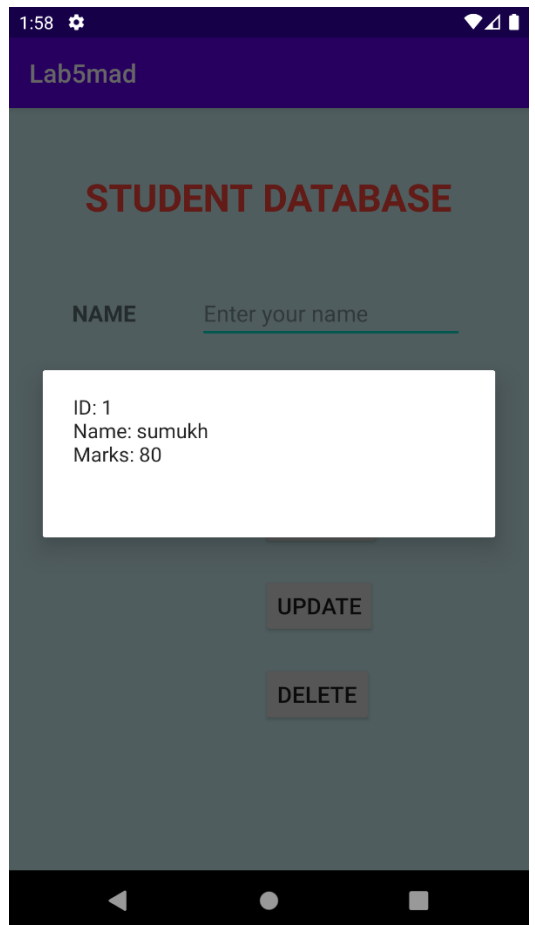 1:58
Lab5mad
STUDENT DATABASE
NAME Enter your name
ID: 1
Name: sumukh
Marks: 80
UPDATE
DELETE